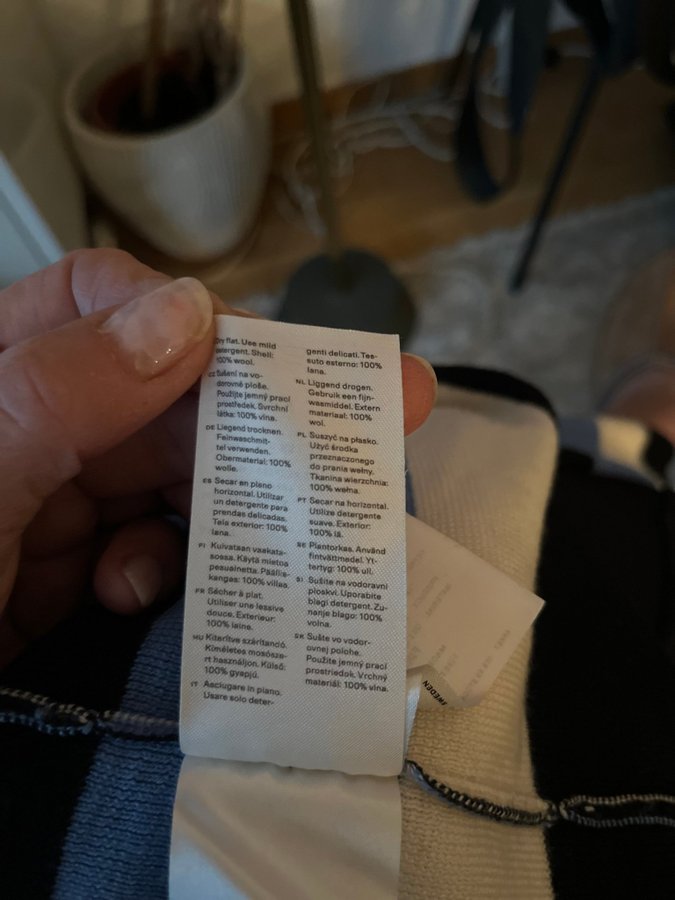 Dry flat. Use mild
detergent. Shell:
100% wool.
CZ Sušení na vo-
dorovné ploše.
Použijte jemný prací
prostředek. Svrchní
látka: 100% vlna.
DE Liegend trocknen.
Feinwaschmit-
tel verwenden.
Obermaterial: 100%
wolle.
ES Secar en plano
horizontal. Utilizar
un detergente para
prendas delicadas.
Tela exterior: 100%
lana.
FI Kuivataan vaakata-
sossa. Käytä mietoa
pesuainetta. Päällis-
kangas: 100% villaa.
FR Sécher à plat.
Utiliser une lessive
douce. Exterieur:
100% laine.
HU Kiterítve szárítandó.
Kíméletes mosósze-
rt használjon. Külső:
100% gyapjú.
IT Asciugare in piano.
Usare solo deter-
genti delicati. Tes-
suto esterno: 100%
lana.
NL Liggend drogen.
Gebruik een fijn-
wasmiddel. Extern
materiaal: 100%
wol.
PL Suszyć na płasko.
Użyć środka
przeznaczonego
do prania wełny.
Tkanina wierzchnia:
100% wełna.
PT Secar na horizontal.
Utilize detergente
suave. Exterior:
100% lã.
SE Plantorkas. Använd
fintvättmedel. Yt-
tertyg: 100% ull.
SI Sušite na vodoravni
ploskvi. Uporabite
blagi detergent. Zu-
nanje blago: 100%
volna.
SK Sušte vo vodor-
ovnej polohe.
Použite jemný prací
prostriedok. Vrchný
materiál: 100% vlna.
SWEDEN